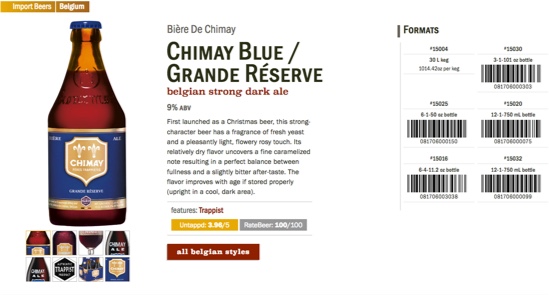 Import Beers
Belgium
Bière De Chimay
CHIMAY BLUE /
GRANDE RÉSERVE
belgian strong dark ale
9% ABV
First launched as a Christmas beer, this strong-
character beer has a fragrance of fresh yeast
and a pleasantly light, flowery rosy touch. Its
relatively dry flavor uncovers a fine caramelized
note resulting in a perfect balance between
fullness and a slightly bitter after-taste. The
flavor improves with age if stored properly
(upright in a cool, dark area).
features: Trappist
Untappd: 3.96/5
RateBeer: 100/100
all belgian styles
ALE
CHIMAY
GRANDE RÉSERVE
CHIMAY
TRAPPIST
FORMATS
*15004
30 L keg
1014.42oz per keg
*15030
3-1-101 oz bottle
081706000303
*15025
6-1-50 oz bottle
081706000150
*15020
12-1-750 mL bottle
081706000075
*15016
6-4-11.2 oz bottle
081706000038
*15032
12-1-750 mL bottle
081706000099